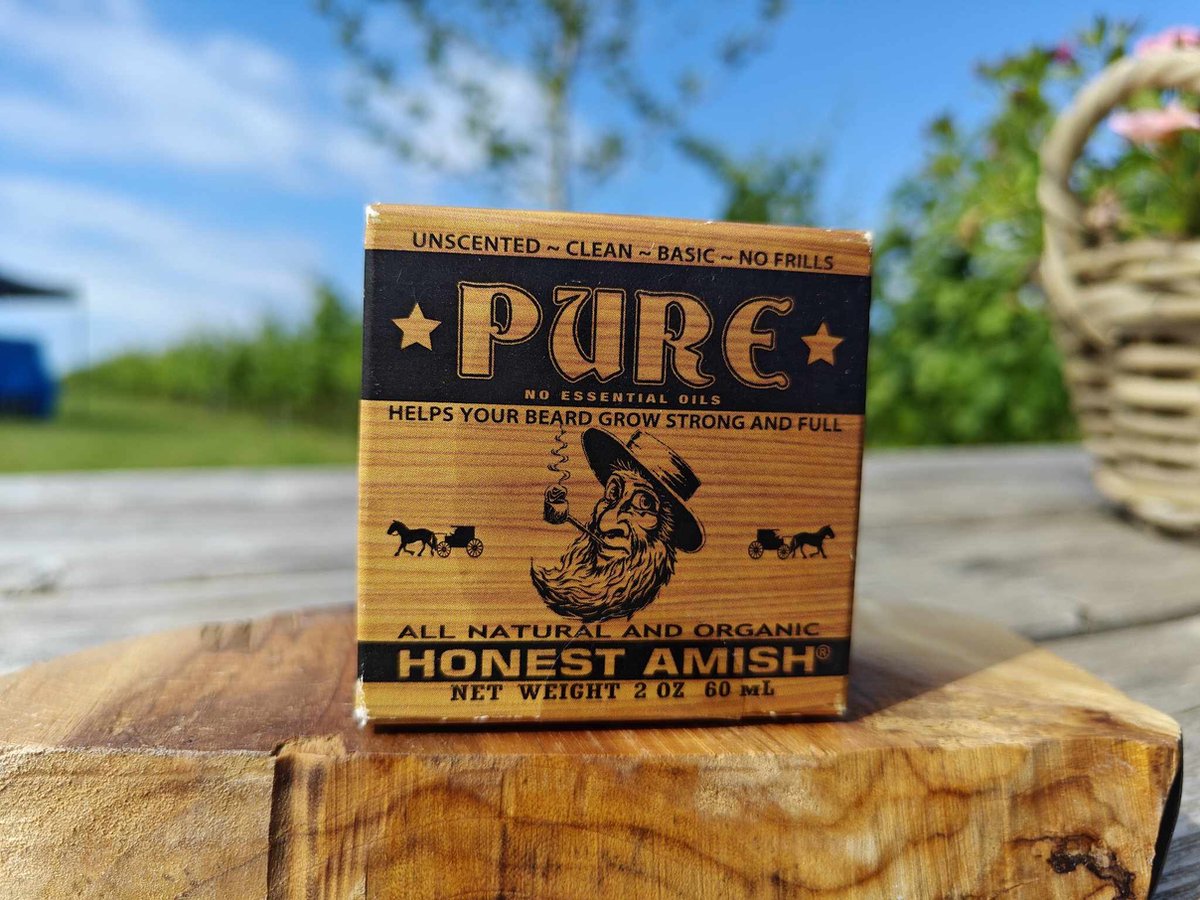 UNSCENTED ~ CLEAN ~ BASIC ~ NO FRILLS
PURE
NO ESSENTIAL OILS
HELPS YOUR BEARD GROW STRONG AND FULL
ALL NATURAL AND ORGANIC
HONEST AMISH®
NET WEIGHT 2 OZ 60 mL